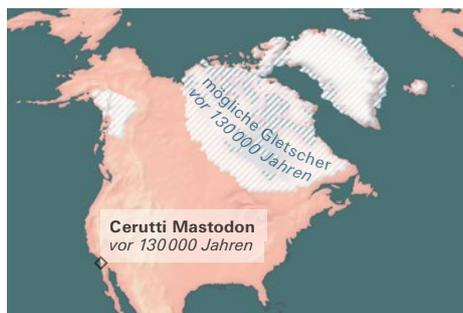 mögliche Gletscher
vor 130 000 Jahren
Cerutti Mastodon
vor 130 000 Jahren